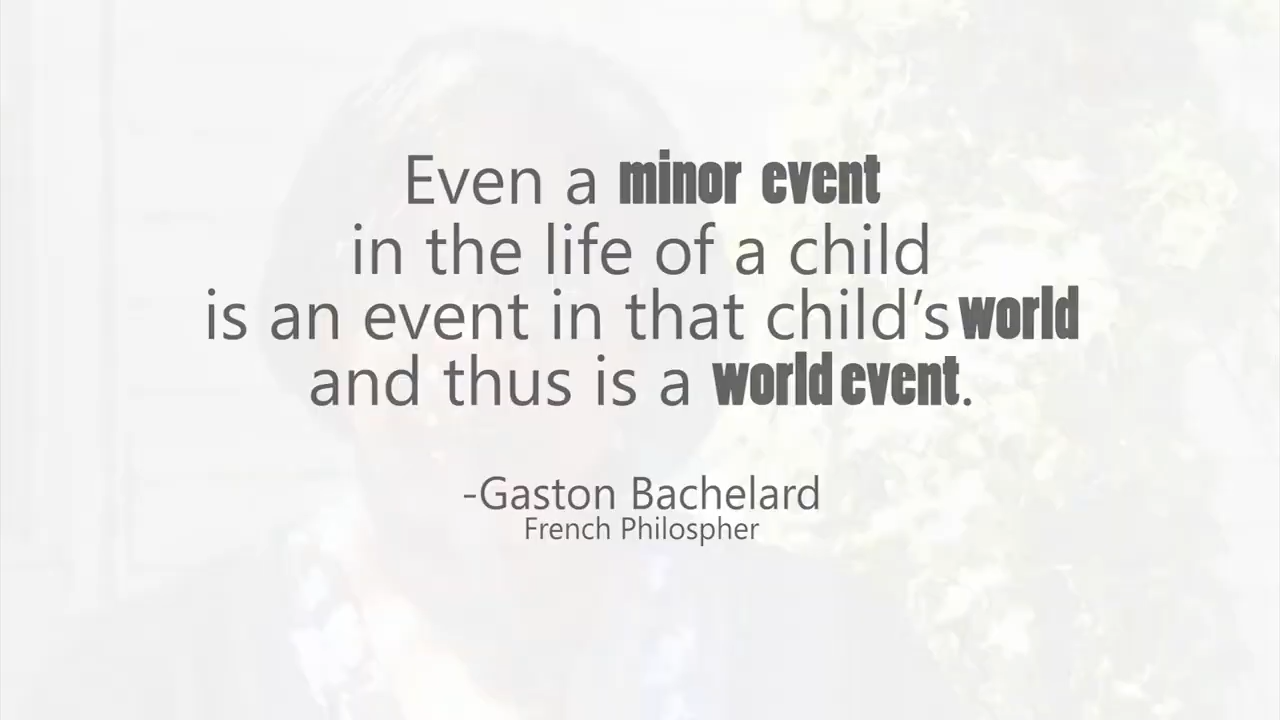 Even a minor event
in the life of a child
is an event in that child’s world
and thus is a world event.
-Gaston Bachelard
French Philospher